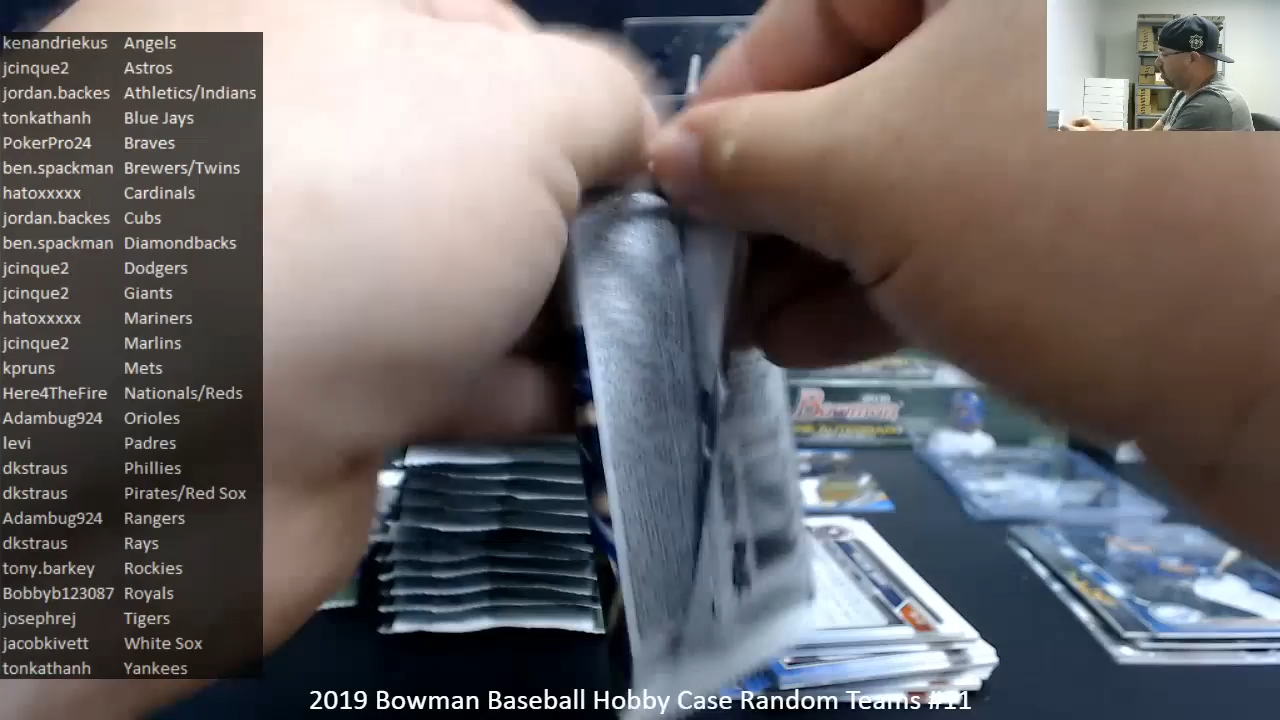 kenandriekus Angels
jcinque2 Astros
jordan.backes Athletics/Indians
tonkathanh Blue Jays
PokerPro24 Braves
ben.spackman Brewers/Twins
hatoxxxxx Cardinals
jordan.backes Cubs
ben.spackman Diamondbacks
jcinque2 Dodgers
jcinque2 Giants
hatoxxxxx Mariners
jcinque2 Marlins
kpruns Mets
Here4TheFire Nationals/Reds
Adambug924 Orioles
levi Padres
dkstraus Phillies
dkstraus Pirates/Red Sox
Adambug924 Rangers
dkstraus Rays
tony.barkey Rockies
Bobbyb123087 Royals
josephrej Tigers
jacobkivett White Sox
tonkathanh Yankees
Bowman
2019 Bowman Baseball Hobby Case Random Teams #11